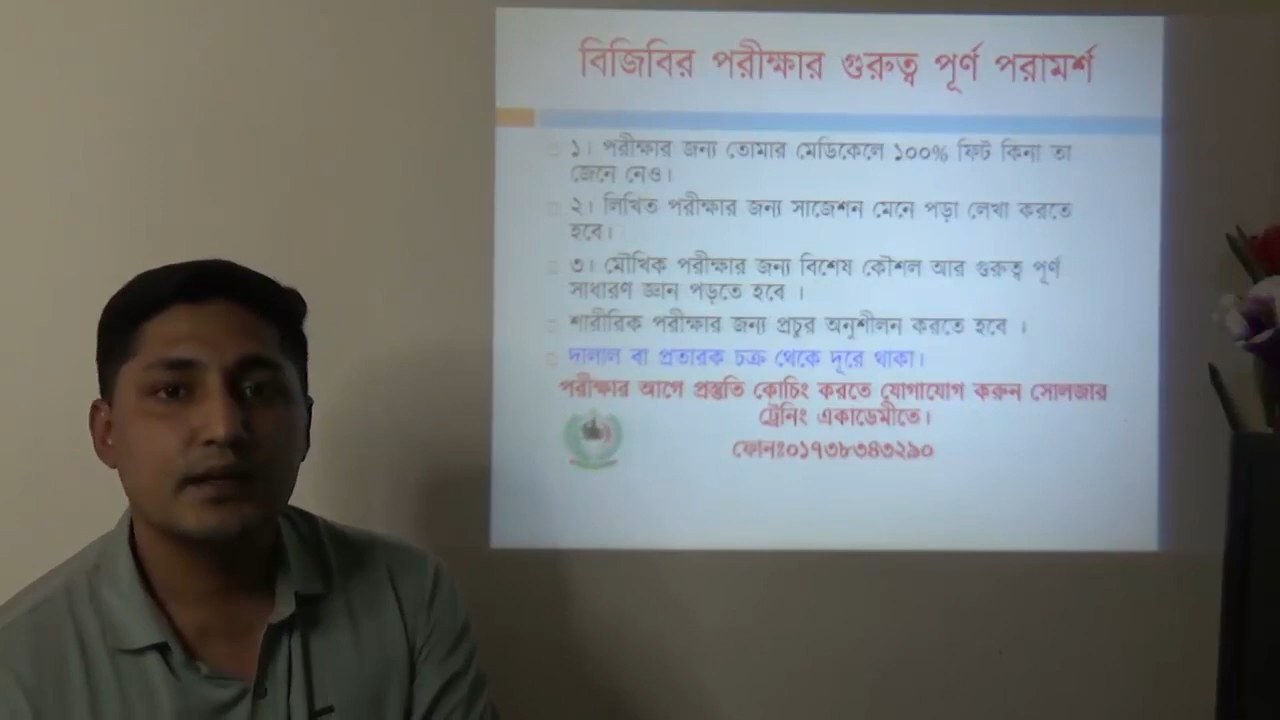 বিজিবির পরীক্ষার গুরুত্ব পূর্ণ পরামর্শ
১। পরীক্ষার জন্য তোমার মেডিকেলে ১০০% ফিট কিনা তা
জেনে নেও।
২। লিখিত পরীক্ষার জন্য সাজেশন মেনে পড়া লেখা করতে
হবে।
৩। মৌখিক পরীক্ষার জন্য বিশেষ কৌশল আর গুরুত্ব পূর্ণ
সাধারণ জ্ঞান পড়তে হবে ।
শারীরিক পরীক্ষার জন্য প্রচুর অনুশীলন করতে হবে ।
দালাল বা প্রতারক চক্র থেকে দূরে থাকা।
পরীক্ষার আগে প্রস্তুতি কোচিং করতে যোগাযোগ করুন সোলজার
ট্রেনিং একাডেমীতে।
ফোনঃ০১৭৩৮৩৪৩২৯০